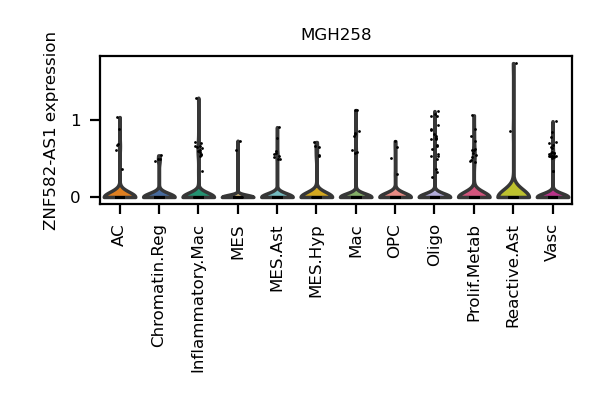 MGH258
ZNF582-AS1 expression
1
0
AC
Chromatin.Reg
Inflammatory.Mac
MES
MES.Ast
MES.Hyp
Mac
OPC
Oligo
Prolif.Metab
Reactive.Ast
Vasc